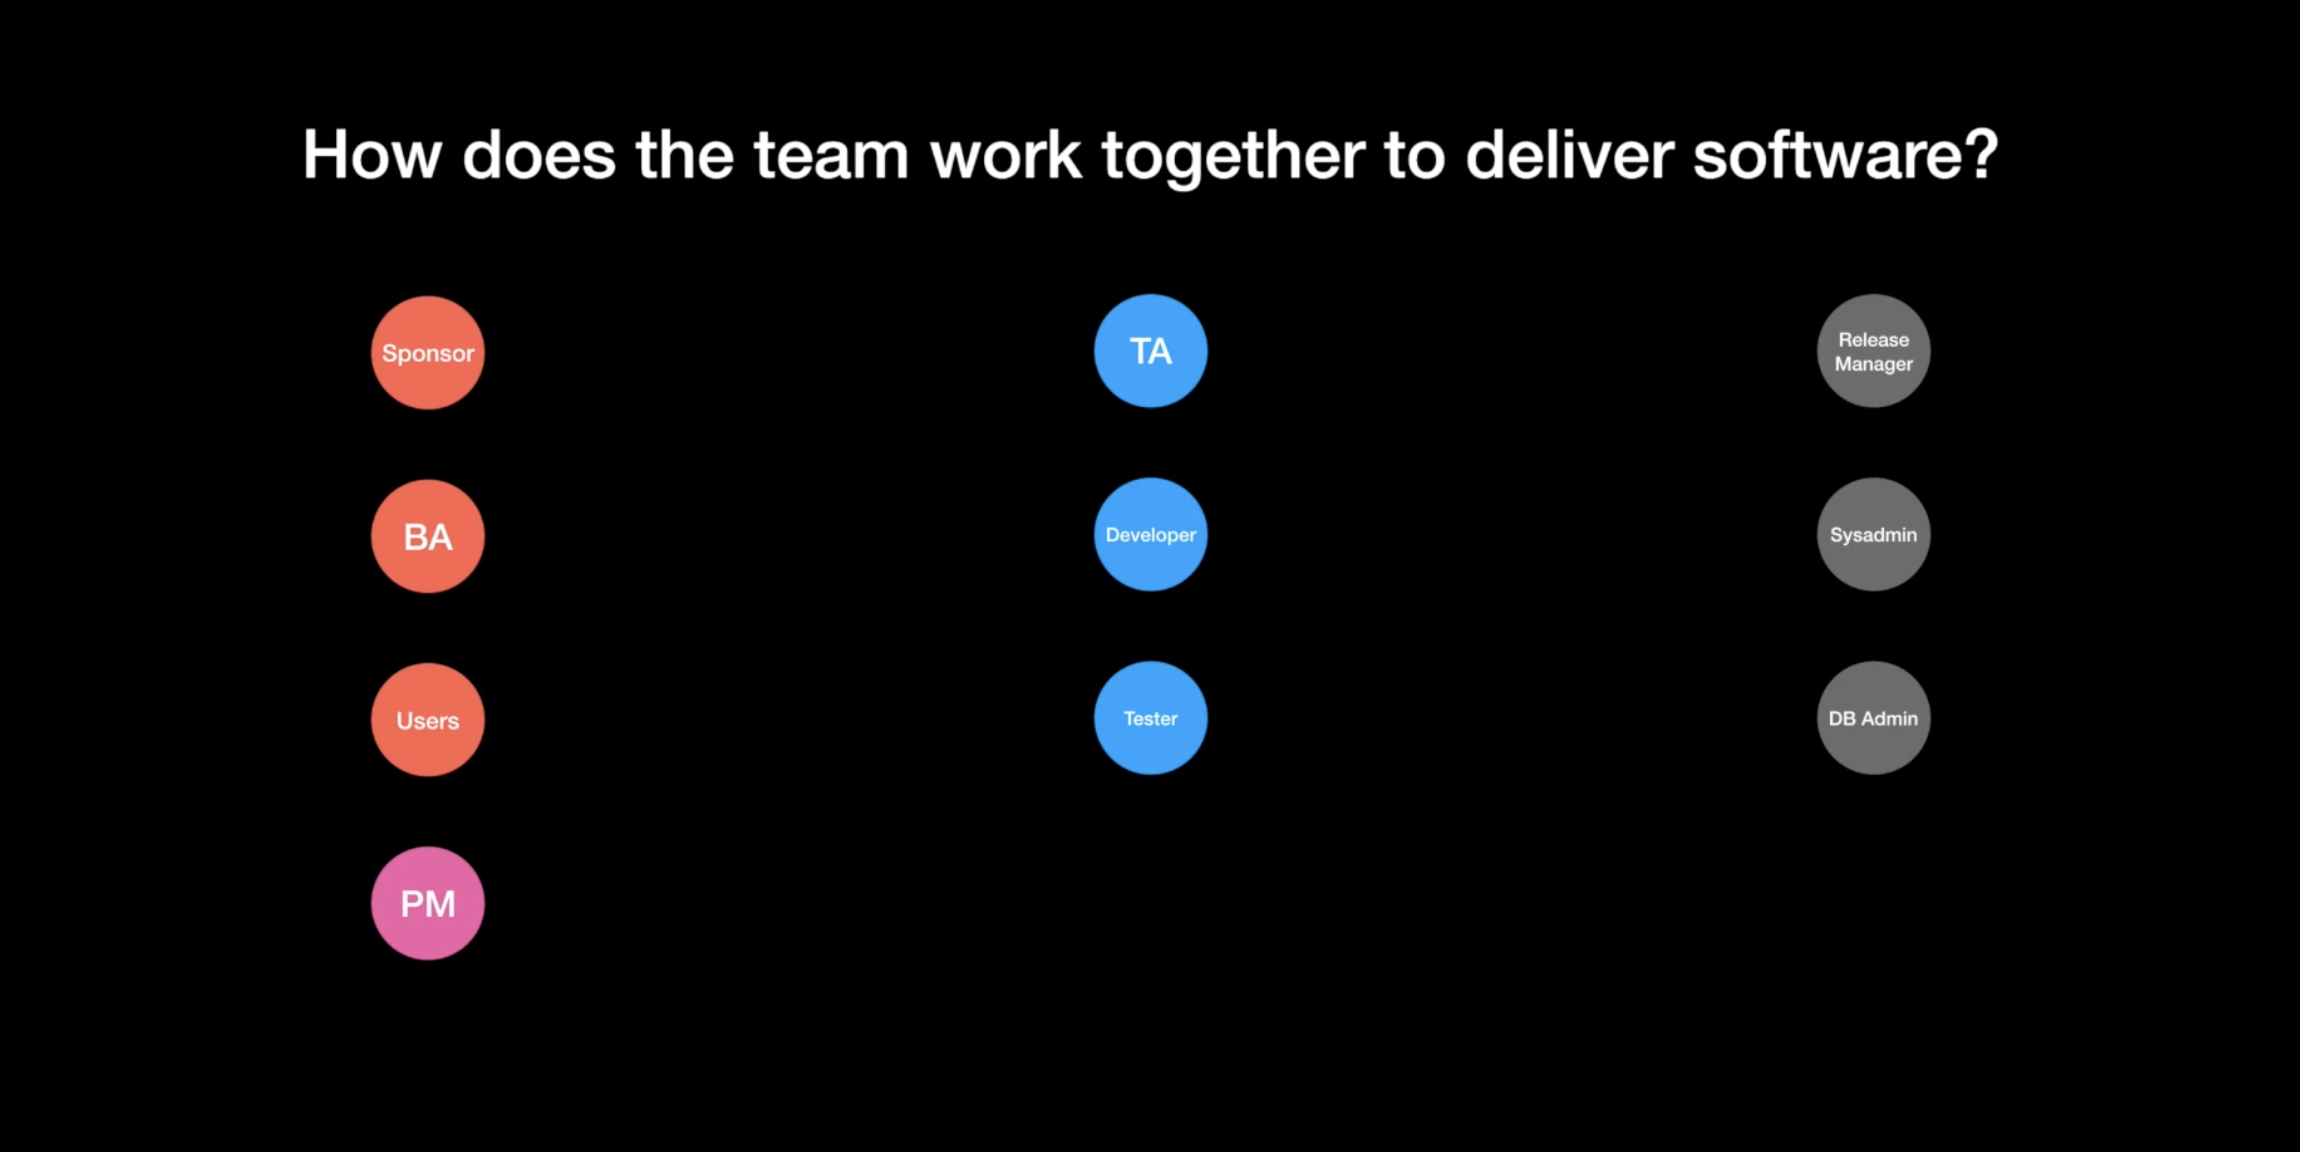 How does the team work together to deliver software?
Sponsor
BA
Users
PM
TA
Developer
Tester
Release
Manager
Sysadmin
DB Admin